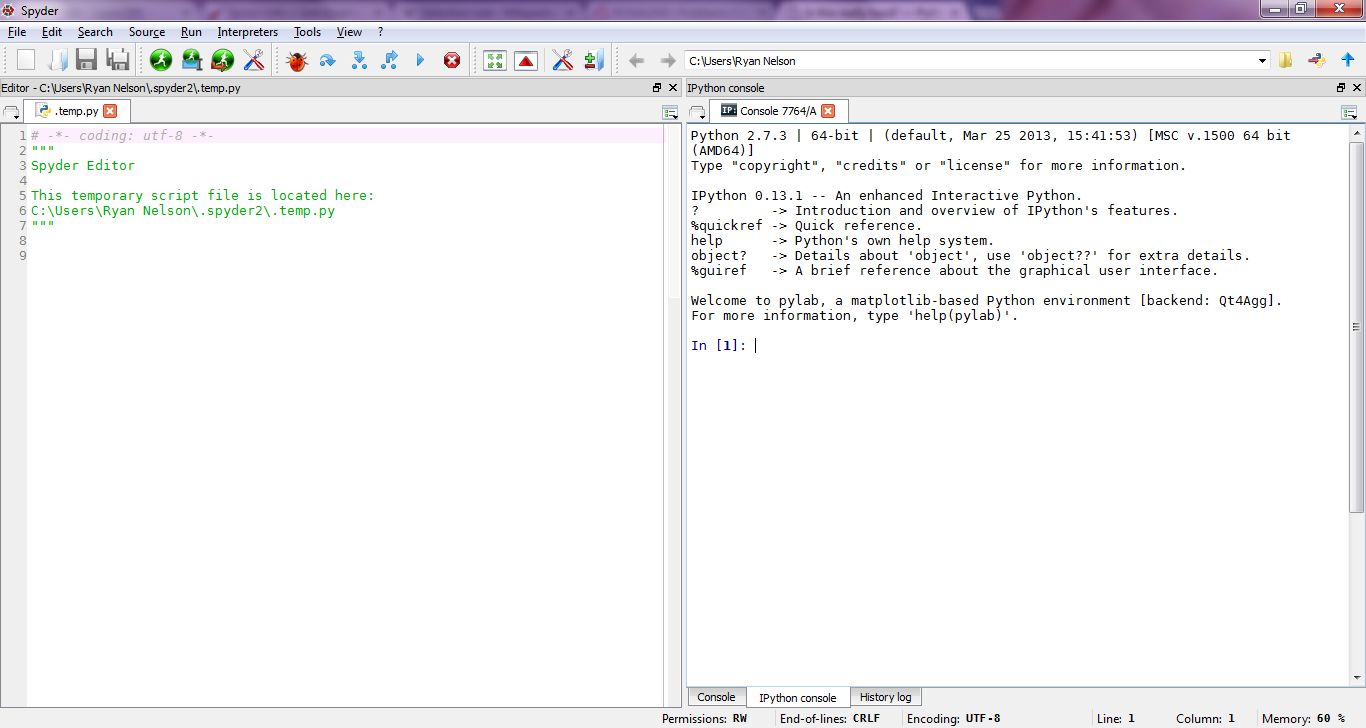 Spyder
File Edit Search Source Run Interpreters Tools View ?
C:\Users\Ryan Nelson
Editor - C:\Users\Ryan Nelson\.spyder2\.temp.py
.temp.py
1 # -*- coding: utf-8 -*-
2 """
3 Spyder Editor
4
5 This temporary script file is located here:
6 C:\Users\Ryan Nelson\.spyder2\.temp.py
7 """
8
9
IPython console
IP: Console 7764/A
Python 2.7.3 | 64-bit | (default, Mar 25 2013, 15:41:53) [MSC v.1500 64 bit
(AMD64)]
Type "copyright", "credits" or "license" for more information.
IPython 0.13.1 -- An enhanced Interactive Python.
? -> Introduction and overview of IPython's features.
%quickref -> Quick reference.
help -> Python's own help system.
object? -> Details about 'object', use 'object??' for extra details.
%guiref -> A brief reference about the graphical user interface.
Welcome to pylab, a matplotlib-based Python environment [backend: Qt4Agg].
For more information, type 'help(pylab)'.
In [1]:
Console IPython console History log
Permissions: RW End-of-lines: CRLF Encoding: UTF-8 Line: 1 Column: 1 Memory: 60 %